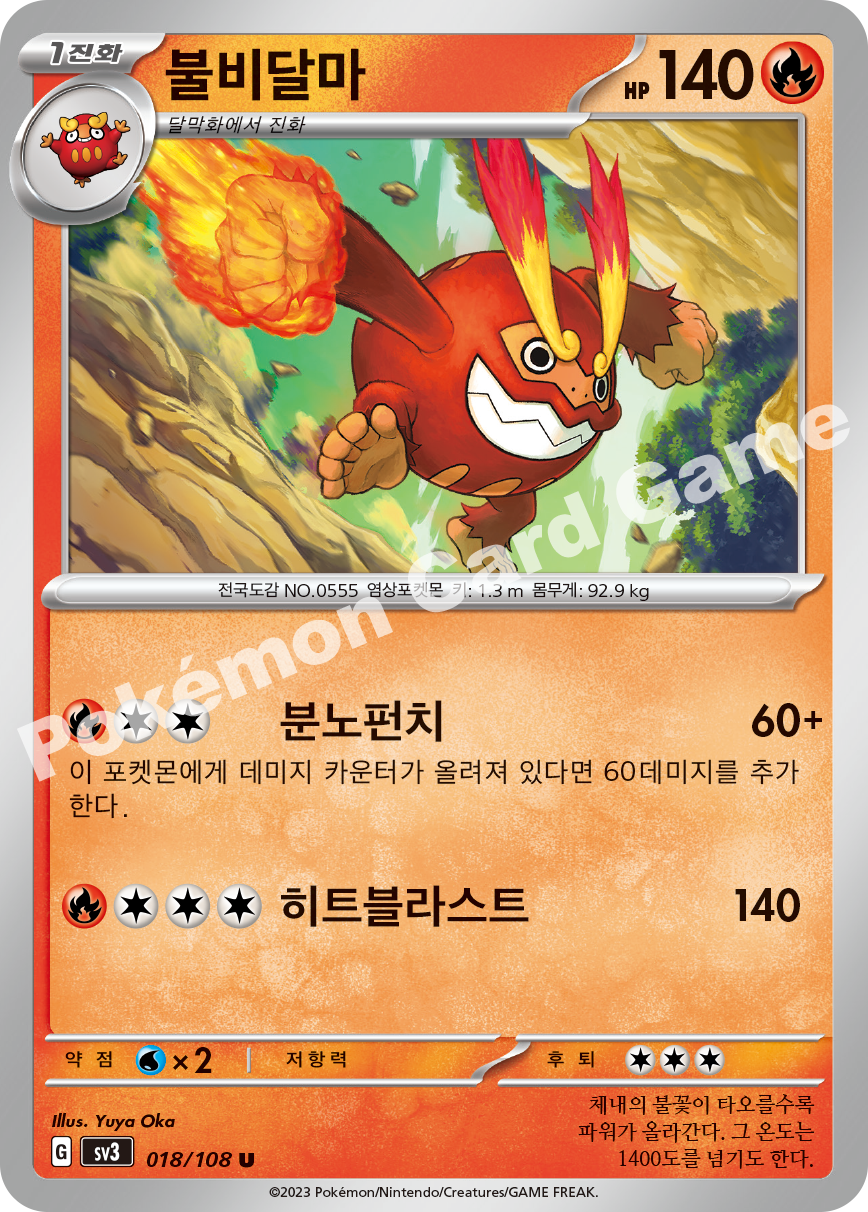 1진화
불비달마
HP 140
달막화에서 진화
전국도감 NO.0555 염상포켓몬 키: 1.3 m 몸무게: 92.9 kg
분노펀치 60+
이 포켓몬에게 데미지 카운터가 올려져 있다면 60데미지를 추가
한다.
히트블라스트 140
약점 ×2 저항력 후퇴
Illus. Yuya Oka
체내의 불꽃이 타오를수록
파워가 올라간다. 그 온도는
1400도를 넘기도 한다.
G sv3 018/108 U
©2023 Pokémon/Nintendo/Creatures/GAME FREAK.
Pokémon Card Game